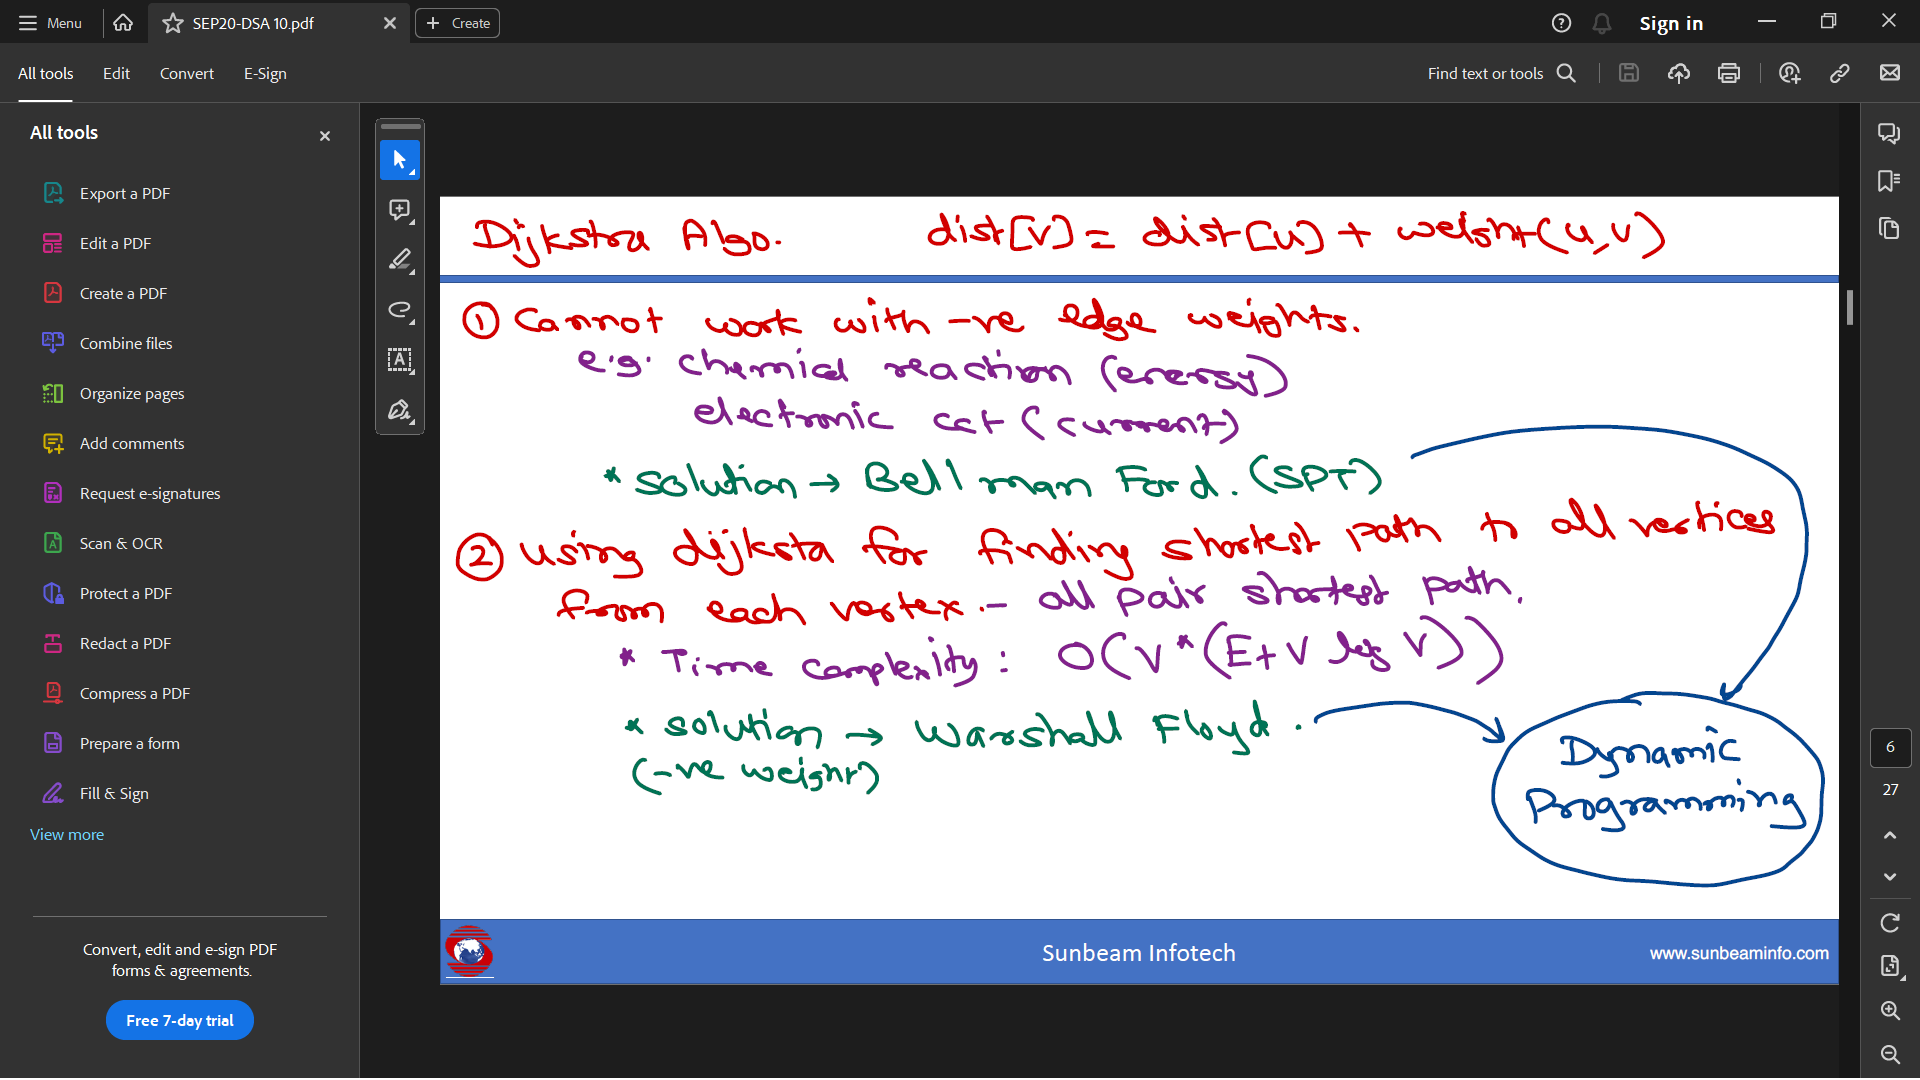 Menu
SEP20-DSA 10.pdf
Create
Sign in
All tools
Edit
Convert
E-Sign
Find text or tools
All tools
Export a PDF
Edit a PDF
Create a PDF
Combine files
Organize pages
Add comments
Request e-signatures
Scan & OCR
Protect a PDF
Redact a PDF
Compress a PDF
Prepare a form
Fill & Sign
View more
Convert, edit and e-sign PDF
forms & agreements.
Free 7-day trial
Dijkstra Algo. dist[v] = dist[u] + weight(u,v)
① Cannot work with -ve edge weights.
e.g. chemical reaction (energy)
electronic cct (current)
* solution → Bell man Ford. (SPT)
② using dijksta for finding shortest path to all vertices
from each vertex. - all pair shortest path.
* Time complexity: O(V*(E+V log V))
* solution → Warshall Floyd.
(-ve weight)
Dynamic
Programming
Sunbeam Infotech
www.sunbeaminfo.com
6
27